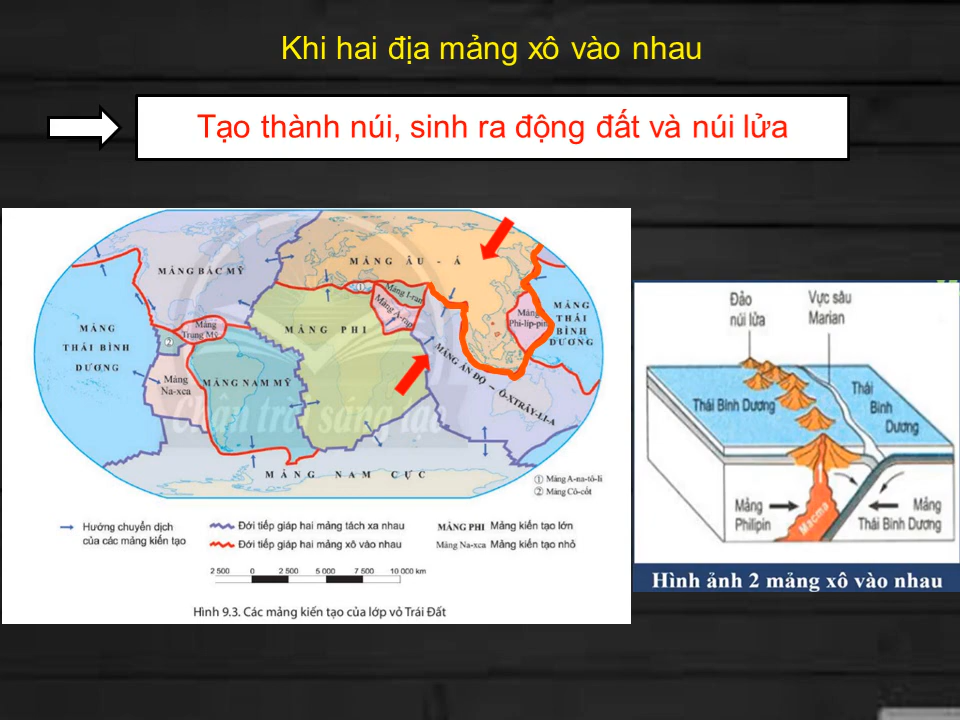 Khi hai địa mảng xô vào nhau
Tạo thành núi, sinh ra động đất và núi lửa
MẢNG BẮC MỸ
MẢNG ÂU - Á
MẢNG
THÁI BÌNH
DƯƠNG
Mảng
Trung Mỹ
②
Mảng
Na-xca
MẢNG NAM MỸ
MẢNG PHI
①
Mảng I-ran
Mảng A-rập
MẢNG ẤN ĐỘ - Ô-XTRÂY-LI-A
Mảng
Phi-líp-pin
MẢNG
THÁI
BÌNH
DƯƠNG
MẢNG NAM CỰC
Chân trời sáng tạo
① Mảng A-na-tô-li
② Mảng Cô-cốt
Hướng chuyển dịch
của các mảng kiến tạo
Đới tiếp giáp hai mảng tách xa nhau
Đới tiếp giáp hai mảng xô vào nhau
MẢNG PHI Mảng kiến tạo lớn
Mảng Na-xca Mảng kiến tạo nhỏ
2 500 0 2 500 5 000 7 500 10 000 km
Hình 9.3. Các mảng kiến tạo của lớp vỏ Trái Đất
Đảo
núi lửa
Vực sâu
Marian
Thái Bình Dương
Thái
Bình
Dương
Mảng
Philipin
Macma
Mảng
Thái Bình Dương
Hình ảnh 2 mảng xô vào nhau